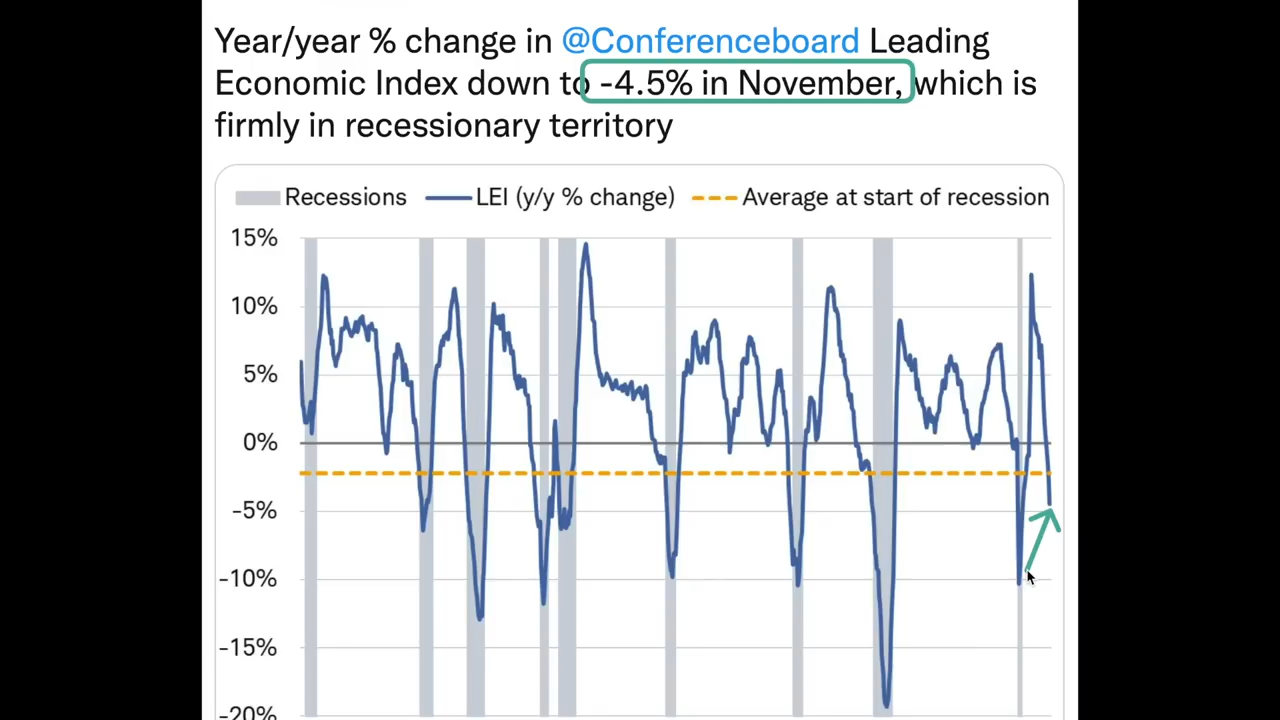 Year/year % change in @Conferenceboard Leading
Economic Index down to -4.5% in November, which is
firmly in recessionary territory
Recessions LEI (y/y % change) Average at start of recession
15%
10%
5%
0%
-5%
-10%
-15%
-20%